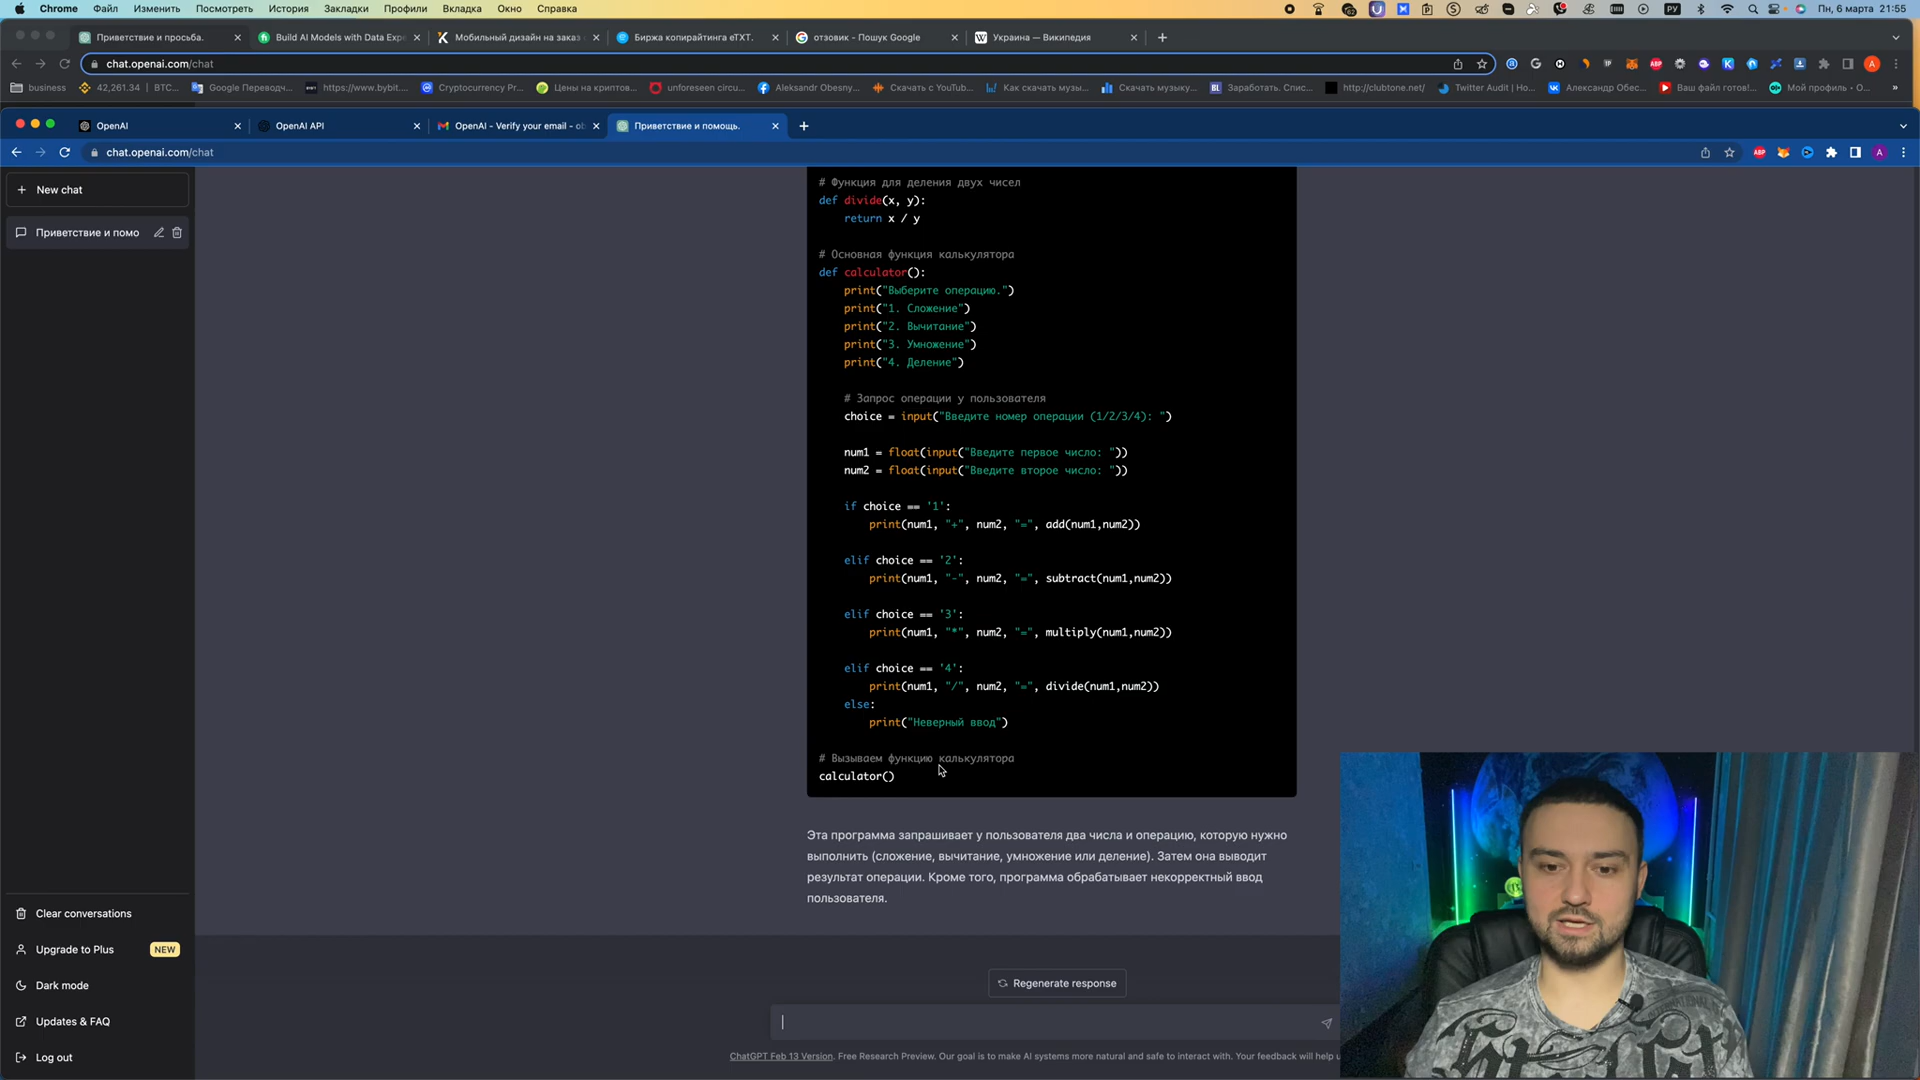 Chrome Файл Изменить Посмотреть История Закладки Профили Вкладка Окно Справка
РУ
Пн, 6 марта 21:55
Приветствие и просьба.
Build AI Models with Data Expe
Мобильный дизайн на заказ
Биржа копирайтинга eTXT.
отзовик - Пошук Google
Украина — Википедия
chat.openai.com/chat
business
42,261.34 | BTC...
Google Переводч...
https://www.bybit....
Cryptocurrency Pr...
Цены на криптов...
unforeseen circu...
Aleksandr Obesny...
Скачать с YouTub...
Как скачать музы...
Скачать музыку...
Заработать. Спис...
http://clubtone.net/
Twitter Audit | Ho...
Александр Обес...
Ваш файл готов!...
Мой профиль • O...
»
OpenAI
OpenAI API
OpenAI - Verify your email - ob
Приветствие и помощь.
chat.openai.com/chat
New chat
Приветствие и помо
# Функция для деления двух чисел
def divide(x, y):
return x / y
# Основная функция калькулятора
def calculator():
print("Выберите операцию.")
print("1. Сложение")
print("2. Вычитание")
print("3. Умножение")
print("4. Деление")
# Запрос операции у пользователя
choice = input("Введите номер операции (1/2/3/4): ")
num1 = float(input("Введите первое число: "))
num2 = float(input("Введите второе число: "))
if choice == '1':
print(num1, "+", num2, "=", add(num1,num2))
elif choice == '2':
print(num1, "-", num2, "=", subtract(num1,num2))
elif choice == '3':
print(num1, "*", num2, "=", multiply(num1,num2))
elif choice == '4':
print(num1, "/", num2, "=", divide(num1,num2))
else:
print("Неверный ввод")
# Вызываем функцию калькулятора
calculator()
Эта программа запрашивает у пользователя два числа и операцию, которую нужно
выполнить (сложение, вычитание, умножение или деление). Затем она выводит
результат операции. Кроме того, программа обрабатывает некорректный ввод
пользователя.
Clear conversations
Upgrade to Plus NEW
Dark mode
Updates & FAQ
Log out
Regenerate response
ChatGPT Feb 13 Version. Free Research Preview. Our goal is to make AI systems more natural and safe to interact with. Your feedback will help u